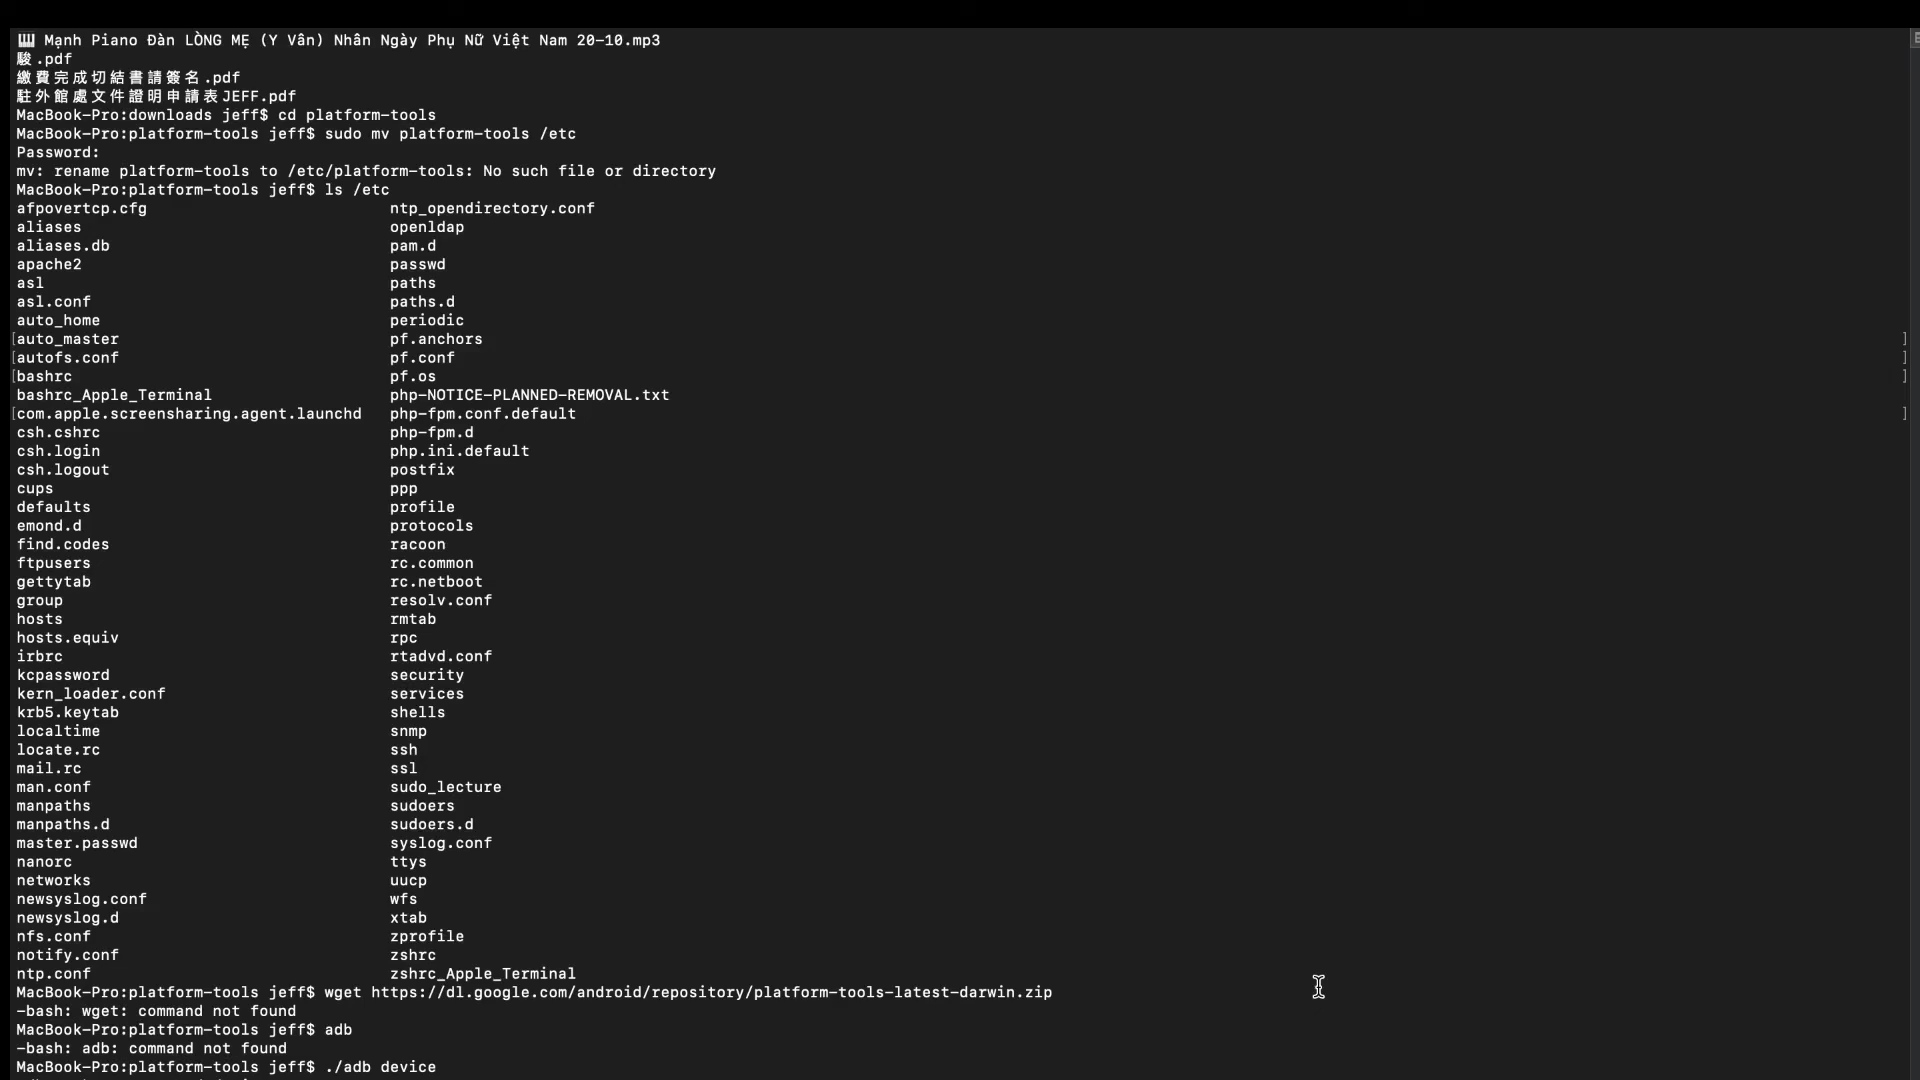 Mạnh Piano Đàn LÒNG MẸ (Y Vân) Nhân Ngày Phụ Nữ Việt Nam 20-10.mp3
駿.pdf
繳費完成切結書請簽名.pdf
駐外館處文件證明申請表JEFF.pdf
MacBook-Pro:downloads jeff$ cd platform-tools
MacBook-Pro:platform-tools jeff$ sudo mv platform-tools /etc
Password:
mv: rename platform-tools to /etc/platform-tools: No such file or directory
MacBook-Pro:platform-tools jeff$ ls /etc
afpovertcp.cfg ntp_opendirectory.conf
aliases openldap
aliases.db pam.d
apache2 passwd
asl paths
asl.conf paths.d
auto_home periodic
[auto_master pf.anchors ]
[autofs.conf pf.conf ]
[bashrc pf.os ]
bashrc_Apple_Terminal php-NOTICE-PLANNED-REMOVAL.txt
[com.apple.screensharing.agent.launchd php-fpm.conf.default ]
csh.cshrc php-fpm.d
csh.login php.ini.default
csh.logout postfix
cups ppp
defaults profile
emond.d protocols
find.codes racoon
ftpusers rc.common
gettytab rc.netboot
group resolv.conf
hosts rmtab
hosts.equiv rpc
irbrc rtadvd.conf
kcpassword security
kern_loader.conf services
krb5.keytab shells
localtime snmp
locate.rc ssh
mail.rc ssl
man.conf sudo_lecture
manpaths sudoers
manpaths.d sudoers.d
master.passwd syslog.conf
nanorc ttys
networks uucp
newsyslog.conf wfs
newsyslog.d xtab
nfs.conf zprofile
notify.conf zshrc
ntp.conf zshrc_Apple_Terminal
MacBook-Pro:platform-tools jeff$ wget https://dl.google.com/android/repository/platform-tools-latest-darwin.zip
-bash: wget: command not found
MacBook-Pro:platform-tools jeff$ adb
-bash: adb: command not found
MacBook-Pro:platform-tools jeff$ ./adb device